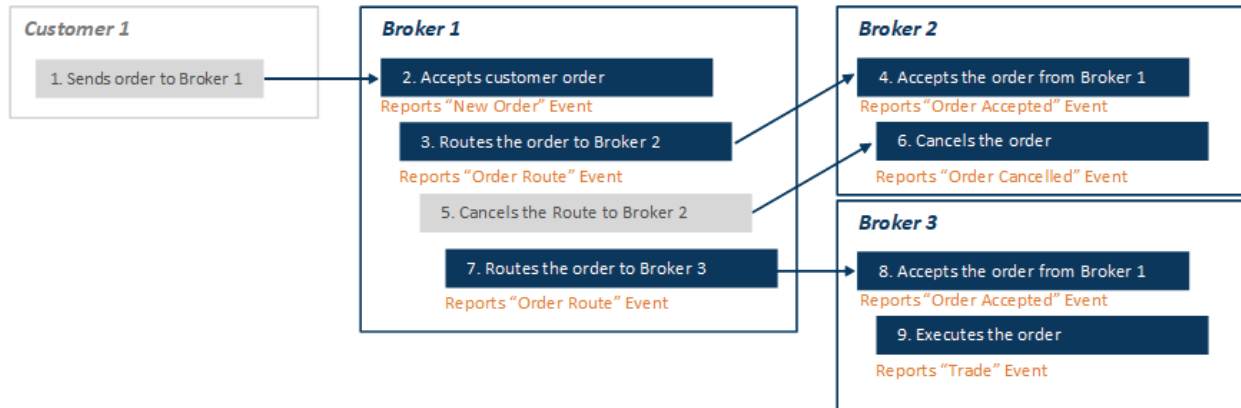 Customer 1
1. Sends order to Broker 1
Broker 1
2. Accepts customer order
Reports “New Order” Event
3. Routes the order to Broker 2
Reports “Order Route” Event
5. Cancels the Route to Broker 2
7. Routes the order to Broker 3
Reports “Order Route” Event
Broker 2
4. Accepts the order from Broker 1
Reports “Order Accepted” Event
6. Cancels the order
Reports “Order Cancelled” Event
Broker 3
8. Accepts the order from Broker 1
Reports “Order Accepted” Event
9. Executes the order
Reports “Trade” Event